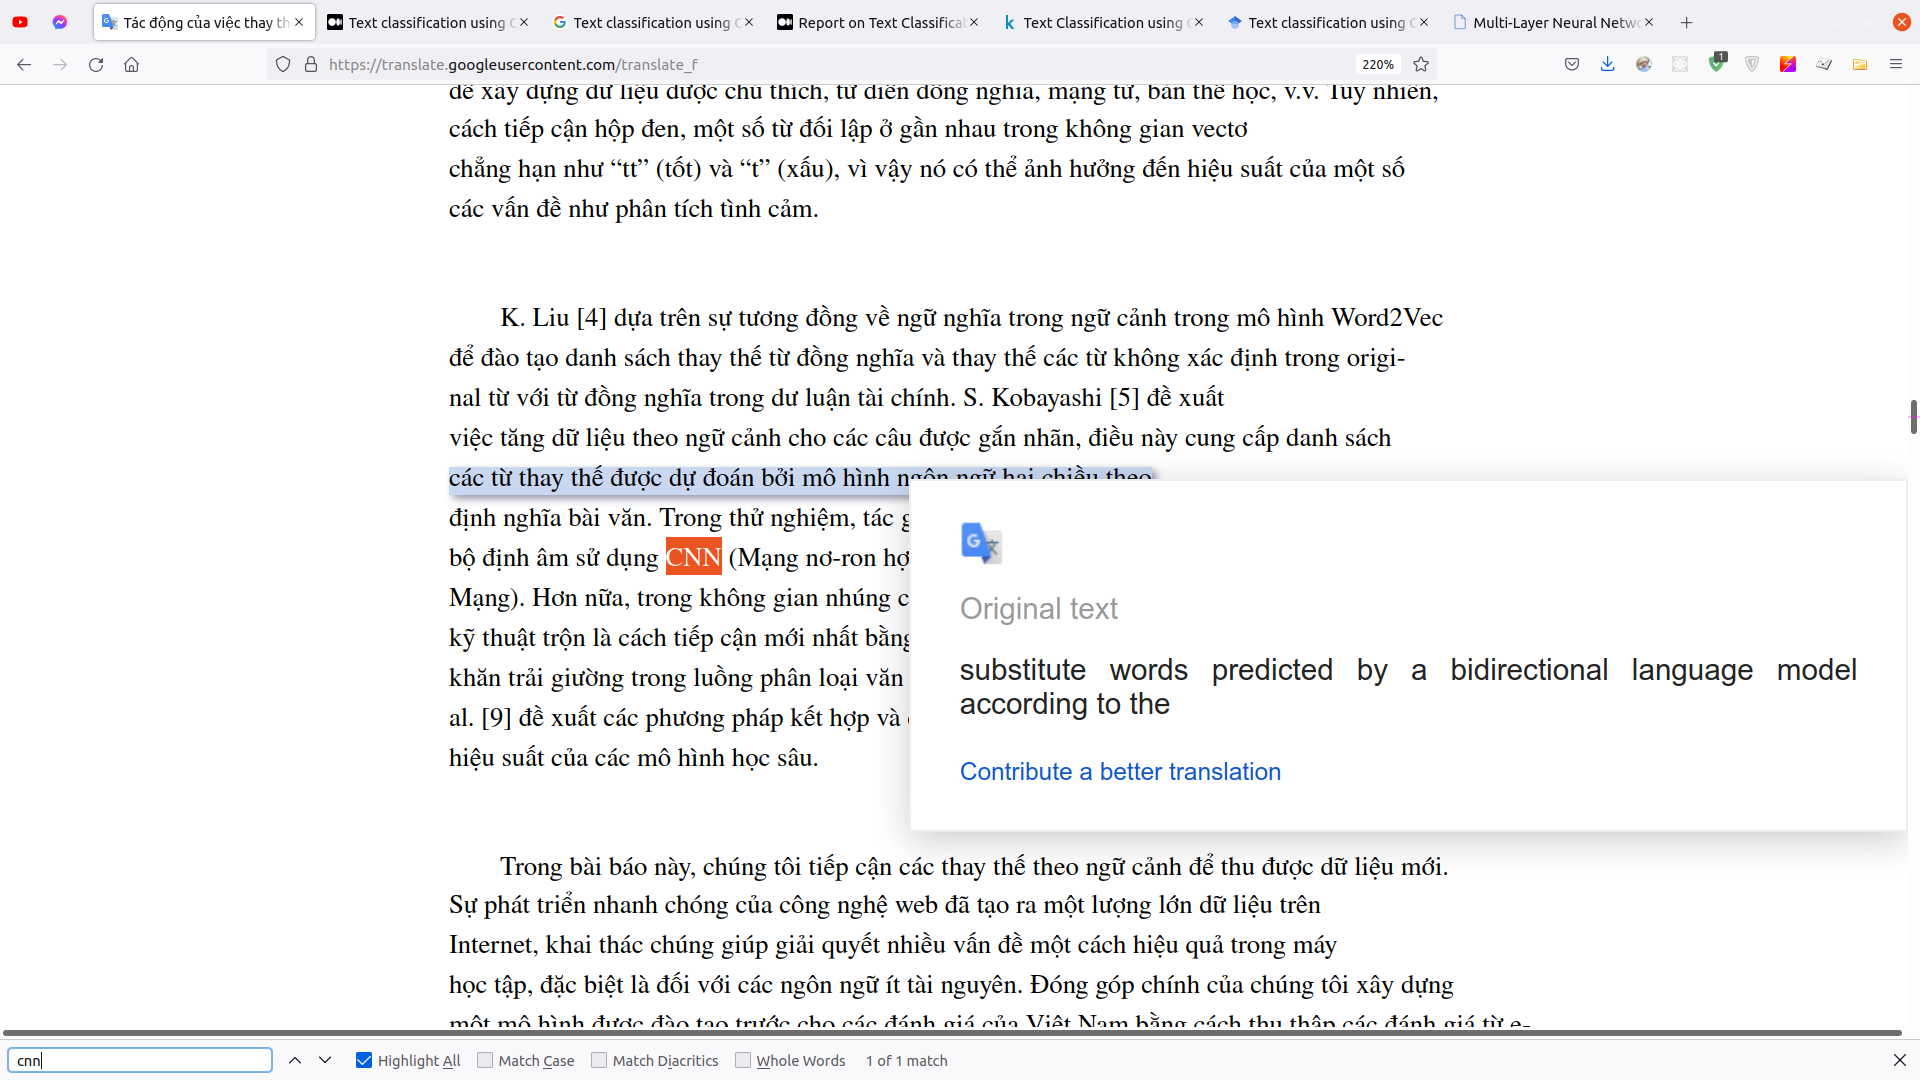 Tác động của việc thay th
Text classification using C
Text classification using C
Report on Text Classifica
Text Classification using C
Text classification using C
Multi-Layer Neural Netwo
https://translate.googleusercontent.com/translate_f
220%
1
để xây dựng dữ liệu được chú thích, từ điển đồng nghĩa, mạng từ, bản thể học, v.v. Tuy nhiên,
cách tiếp cận hộp đen, một số từ đối lập ở gần nhau trong không gian vectơ
chẳng hạn như “tt” (tốt) và “t” (xấu), vì vậy nó có thể ảnh hưởng đến hiệu suất của một số
các vấn đề như phân tích tình cảm.
K. Liu [4] dựa trên sự tương đồng về ngữ nghĩa trong ngữ cảnh trong mô hình Word2Vec
để đào tạo danh sách thay thế từ đồng nghĩa và thay thế các từ không xác định trong origi-
nal từ với từ đồng nghĩa trong dư luận tài chính. S. Kobayashi [5] đề xuất
việc tăng dữ liệu theo ngữ cảnh cho các câu được gắn nhãn, điều này cung cấp danh sách
các từ thay thế được dự đoán bởi mô hình ngôn ngữ hai chiều theo
định nghĩa bài văn. Trong thử nghiệm, tác g
bộ định âm sử dụng CNN (Mạng nơ-ron hợ
Mạng). Hơn nữa, trong không gian nhúng c
kỹ thuật trộn là cách tiếp cận mới nhất bằng
khăn trải giường trong luồng phân loại văn
al. [9] đề xuất các phương pháp kết hợp và
hiệu suất của các mô hình học sâu.
Original text
substitute words predicted by a bidirectional language model
according to the
Contribute a better translation
Trong bài báo này, chúng tôi tiếp cận các thay thế theo ngữ cảnh để thu được dữ liệu mới.
Sự phát triển nhanh chóng của công nghệ web đã tạo ra một lượng lớn dữ liệu trên
Internet, khai thác chúng giúp giải quyết nhiều vấn đề một cách hiệu quả trong máy
học tập, đặc biệt là đối với các ngôn ngữ ít tài nguyên. Đóng góp chính của chúng tôi xây dựng
một mô hình được đào tạo trước cho các đánh giá của Việt Nam bằng cách thu thập các đánh giá từ e-
cnn
Highlight All
Match Case
Match Diacritics
Whole Words
1 of 1 match